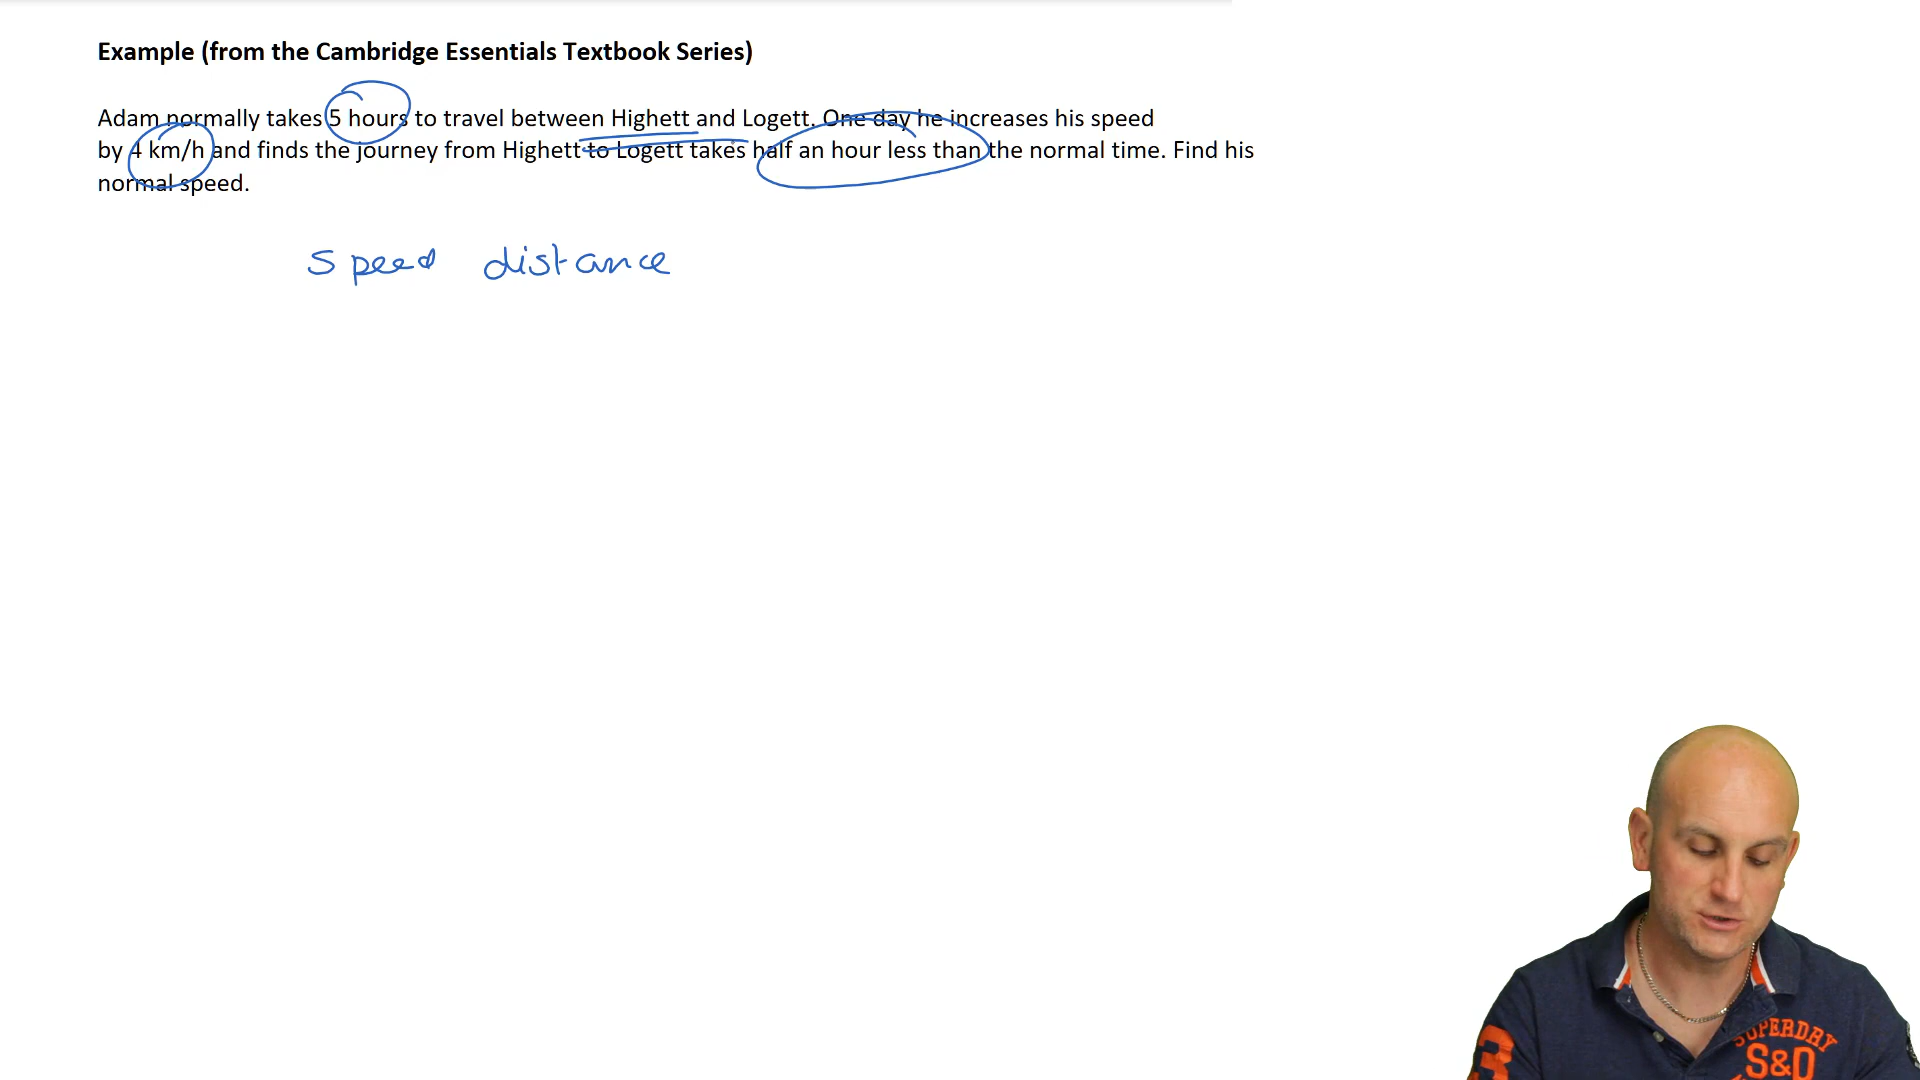 Example (from the Cambridge Essentials Textbook Series)
Adam normally takes 5 hours to travel between Highett and Logett. One day he increases his speed
by 4 km/h and finds the journey from Highett to Logett takes half an hour less than the normal time. Find his
normal speed.
speed distance
SUPERDRY
S&D
3